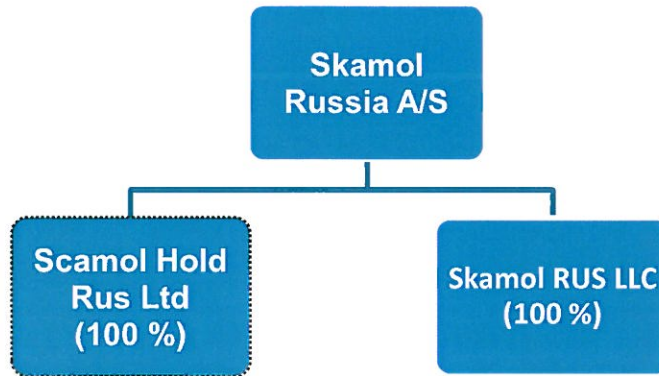 Skamol
Russia A/S
Scamol Hold
Rus Ltd
(100 %)
Skamol RUS LLC
(100 %)